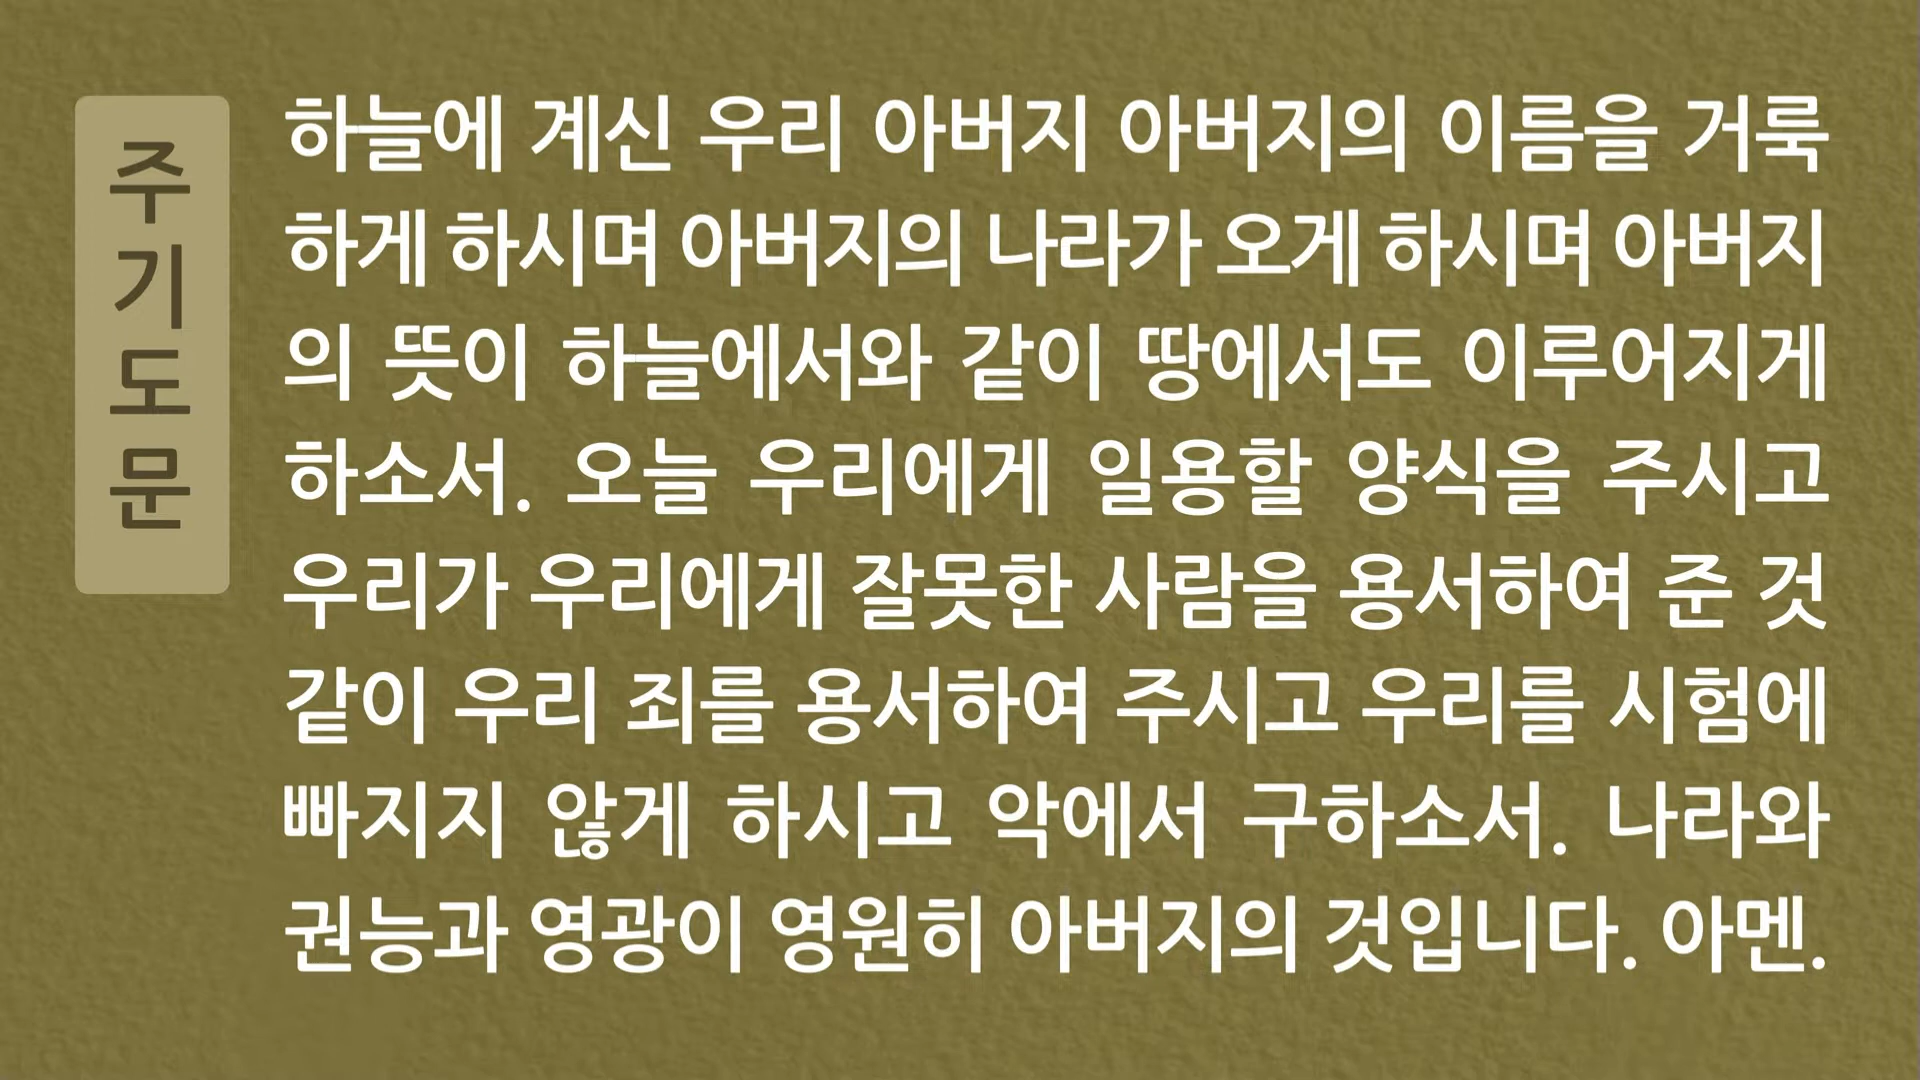 주기도문
하늘에 계신 우리 아버지 아버지의 이름을 거룩
하게 하시며 아버지의 나라가 오게 하시며 아버지
의 뜻이 하늘에서와 같이 땅에서도 이루어지게
하소서. 오늘 우리에게 일용할 양식을 주시고
우리가 우리에게 잘못한 사람을 용서하여 준 것
같이 우리 죄를 용서하여 주시고 우리를 시험에
빠지지 않게 하시고 악에서 구하소서. 나라와
권능과 영광이 영원히 아버지의 것입니다. 아멘.